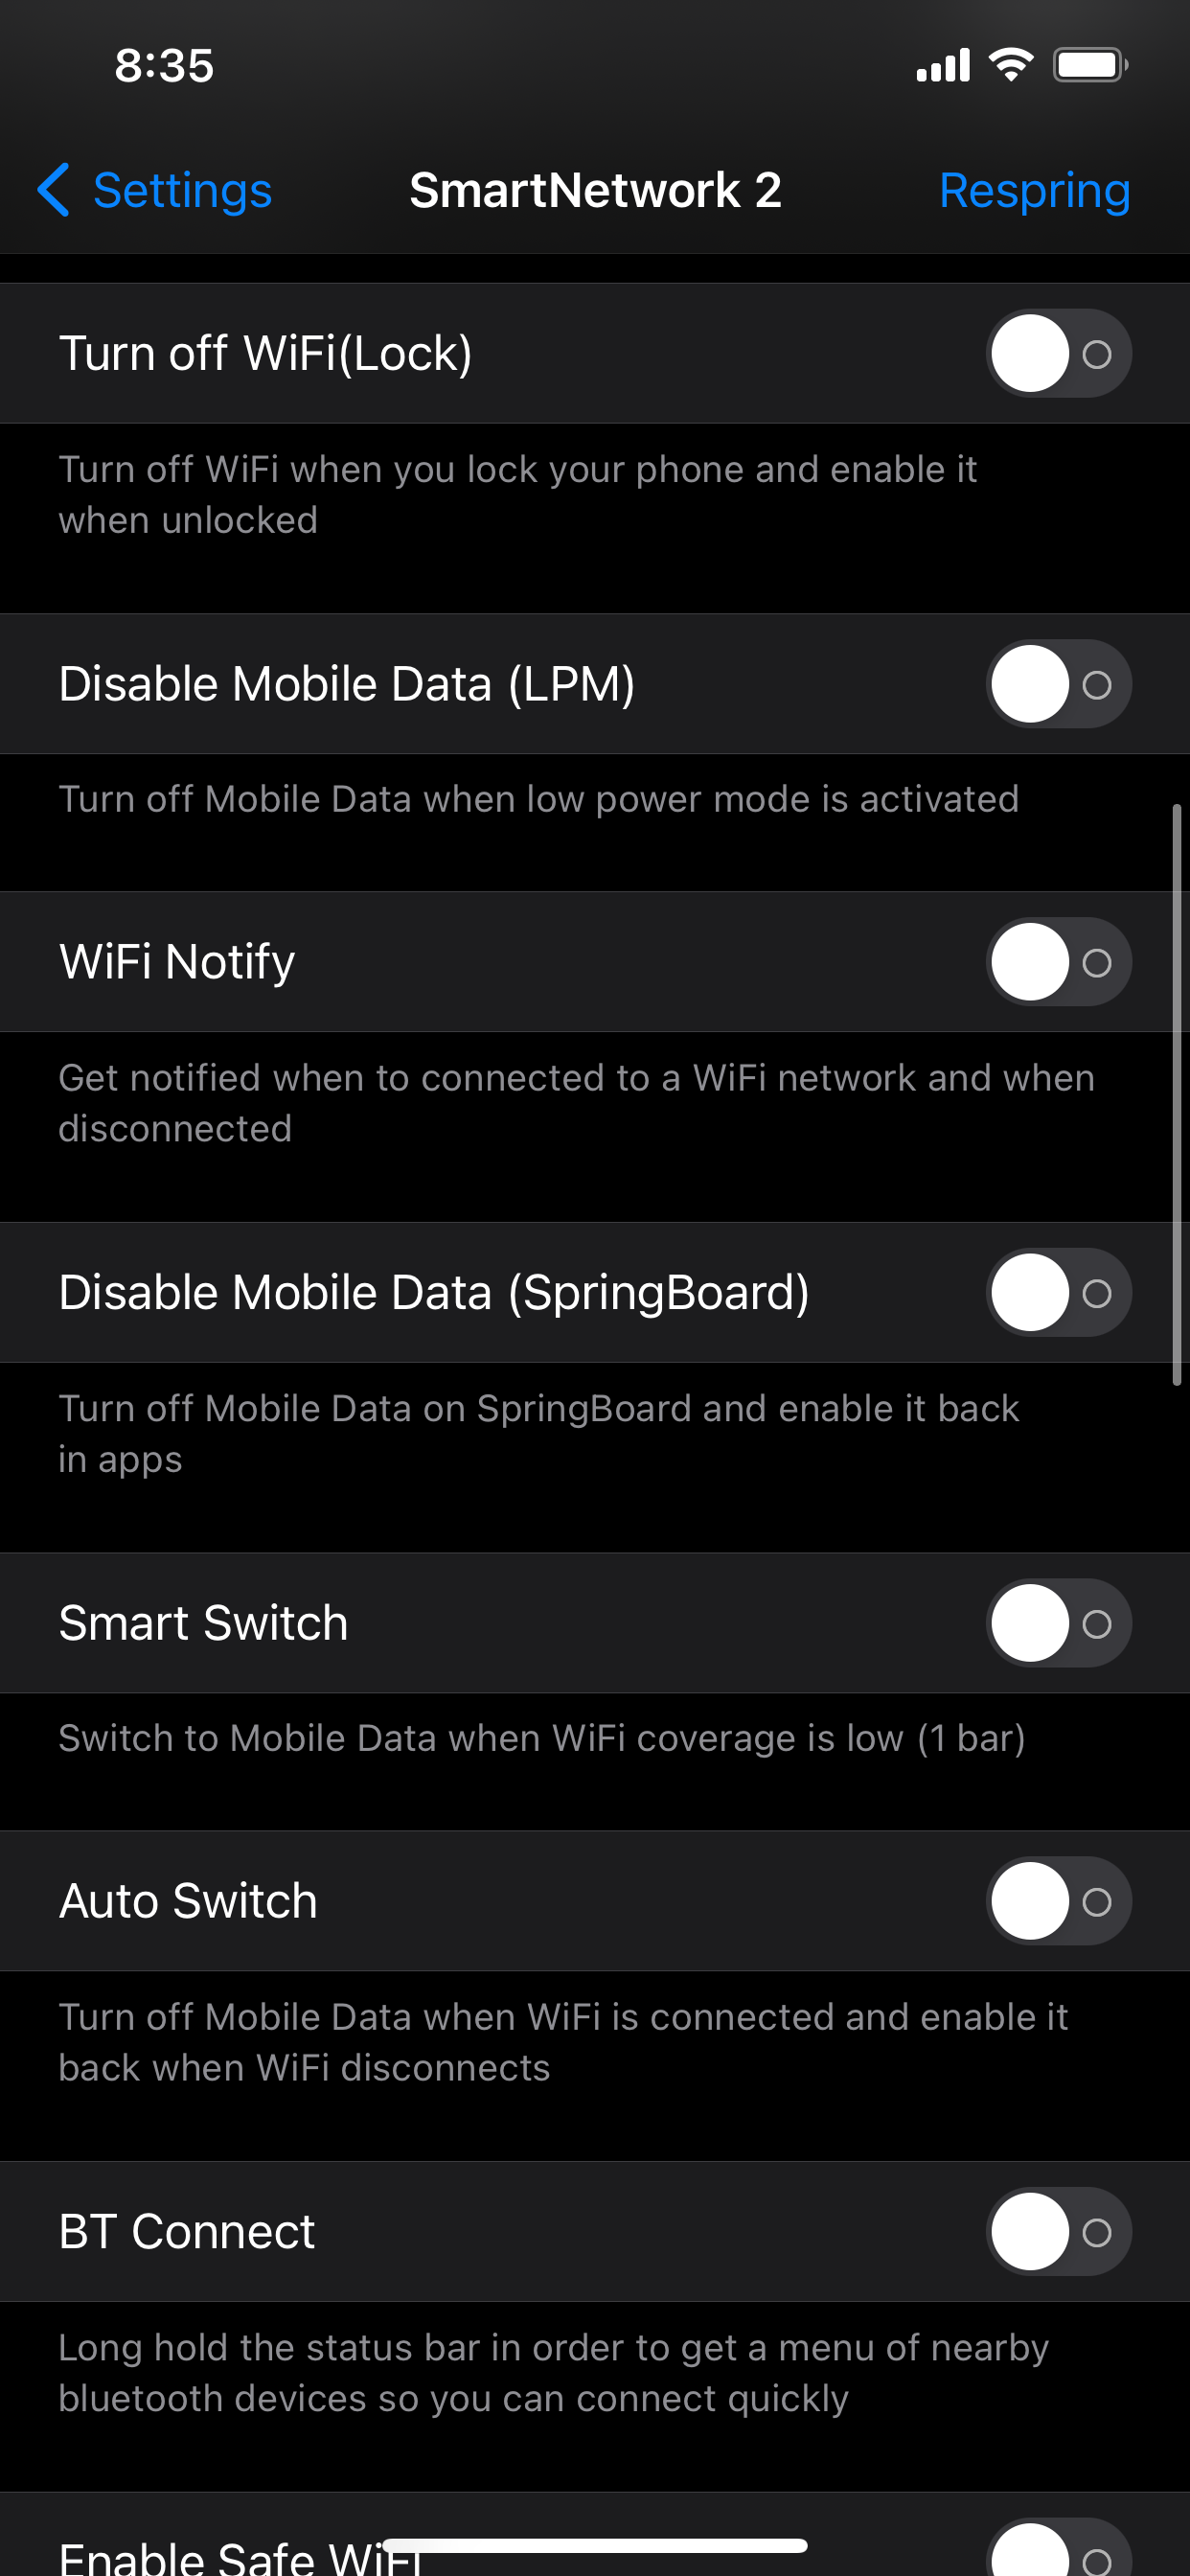 8:35
Settings
SmartNetwork 2
Respring
Turn off WiFi(Lock)
Turn off WiFi when you lock your phone and enable it
when unlocked
Disable Mobile Data (LPM)
Turn off Mobile Data when low power mode is activated
WiFi Notify
Get notified when to connected to a WiFi network and when
disconnected
Disable Mobile Data (SpringBoard)
Turn off Mobile Data on SpringBoard and enable it back
in apps
Smart Switch
Switch to Mobile Data when WiFi coverage is low (1 bar)
Auto Switch
Turn off Mobile Data when WiFi is connected and enable it
back when WiFi disconnects
BT Connect
Long hold the status bar in order to get a menu of nearby
bluetooth devices so you can connect quickly
Enable Safe WiFi